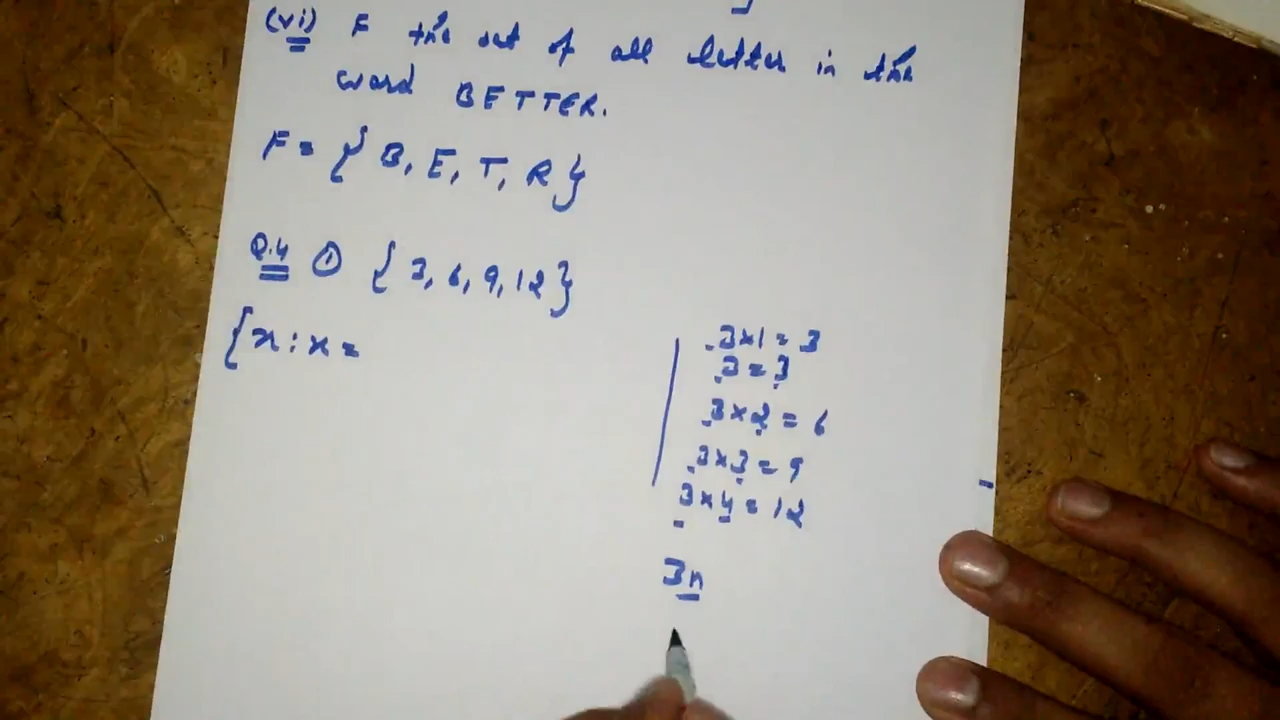 (vi) F the set of all letter in the
word BETTER.
F = { B, E, T, R }
Q.4 ① { 3, 6, 9, 12 }
{ x : x =
3×1 = 3
3 = 3
3×2 = 6
3×3 = 9
3×4 = 12
3n